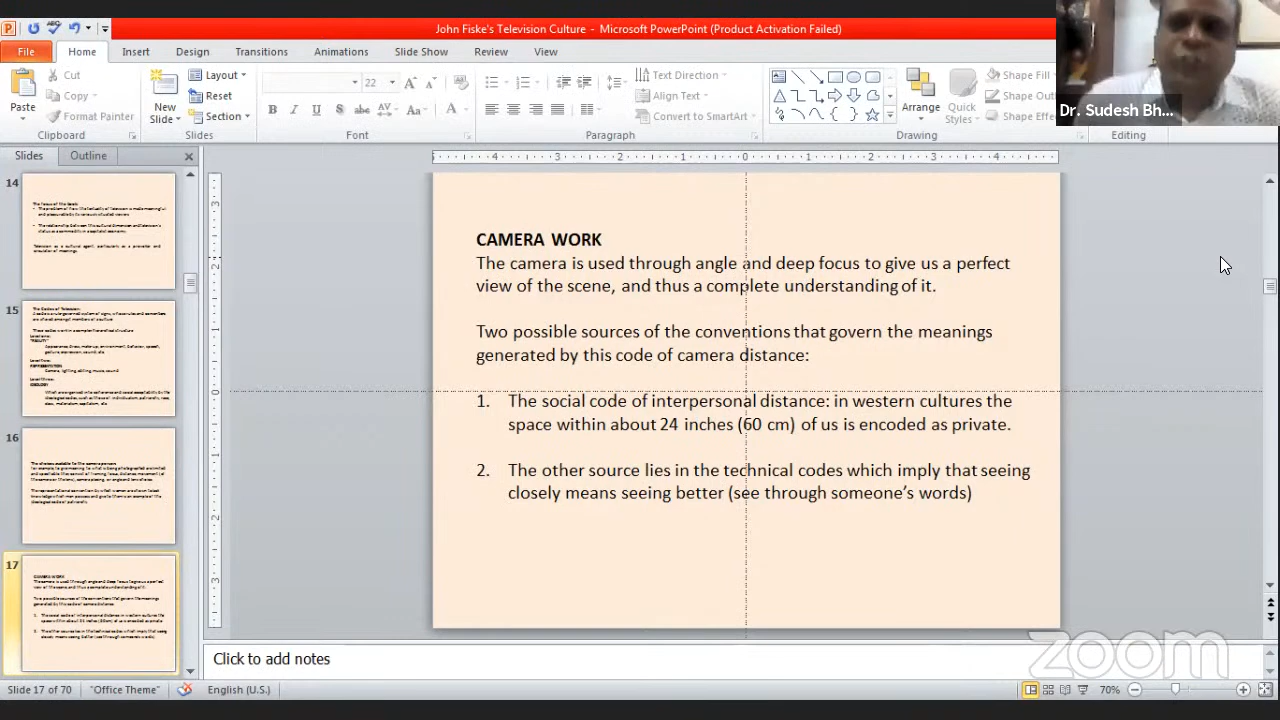 John Fiske's Television Culture - Microsoft PowerPoint (Product Activation Failed)
File Home Insert Design Transitions Animations Slide Show Review View
Paste
Cut
Copy
Format Painter
Clipboard
New Slide
Layout
Reset
Section
Slides
22
Font
Text Direction
Align Text
Convert to SmartArt
Paragraph
Arrange
Quick Styles
Shape Fill
Drawing
Editing
Dr. Sudesh Bh...
Slides Outline
14
15
16
17
CAMERA WORK
The camera is used through angle and deep focus to give us a perfect
view of the scene, and thus a complete understanding of it.
Two possible sources of the conventions that govern the meanings
generated by this code of camera distance:
1. The social code of interpersonal distance: in western cultures the
space within about 24 inches (60 cm) of us is encoded as private.
2. The other source lies in the technical codes which imply that seeing
closely means seeing better (see through someone's words)
Click to add notes
zoom
Slide 17 of 70 "Office Theme" English (U.S.) 70%